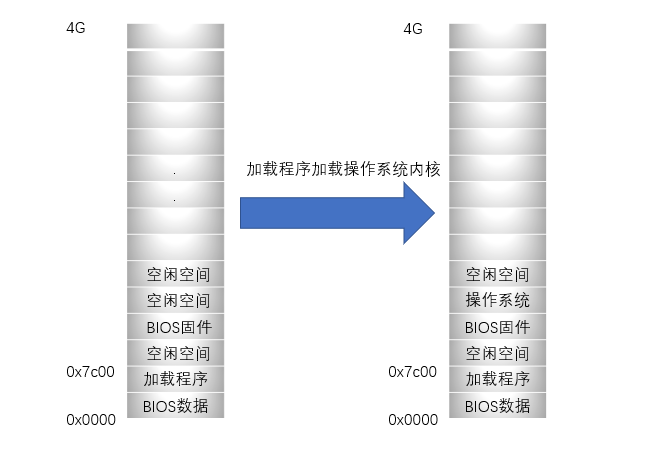 4G
.
.
空闲空间
空闲空间
BIOS固件
空闲空间
0x7c00
加载程序
BIOS数据
0x0000
加载程序加载操作系统内核
4G
空闲空间
操作系统
BIOS固件
空闲空间
0x7c00
加载程序
BIOS数据
0x0000